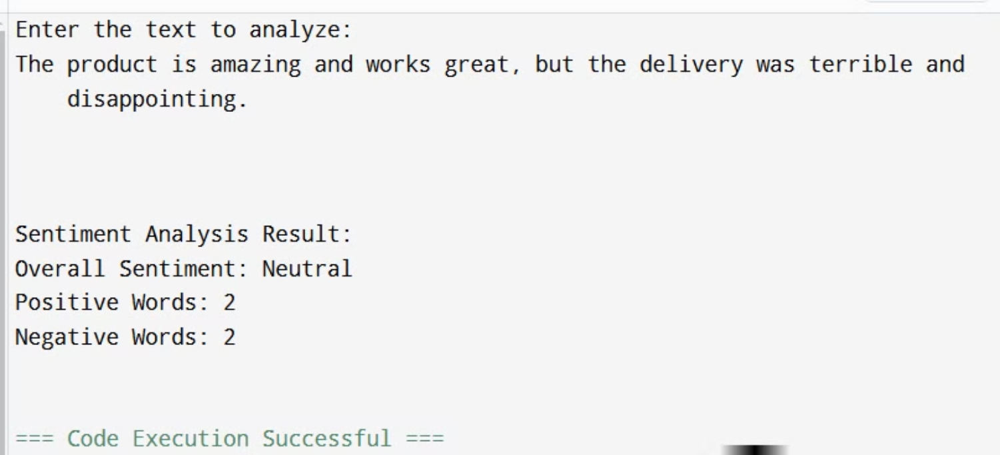 Enter the text to analyze:
The product is amazing and works great, but the delivery was terrible and
disappointing.
Sentiment Analysis Result:
Overall Sentiment: Neutral
Positive Words: 2
Negative Words: 2
=== Code Execution Successful ===